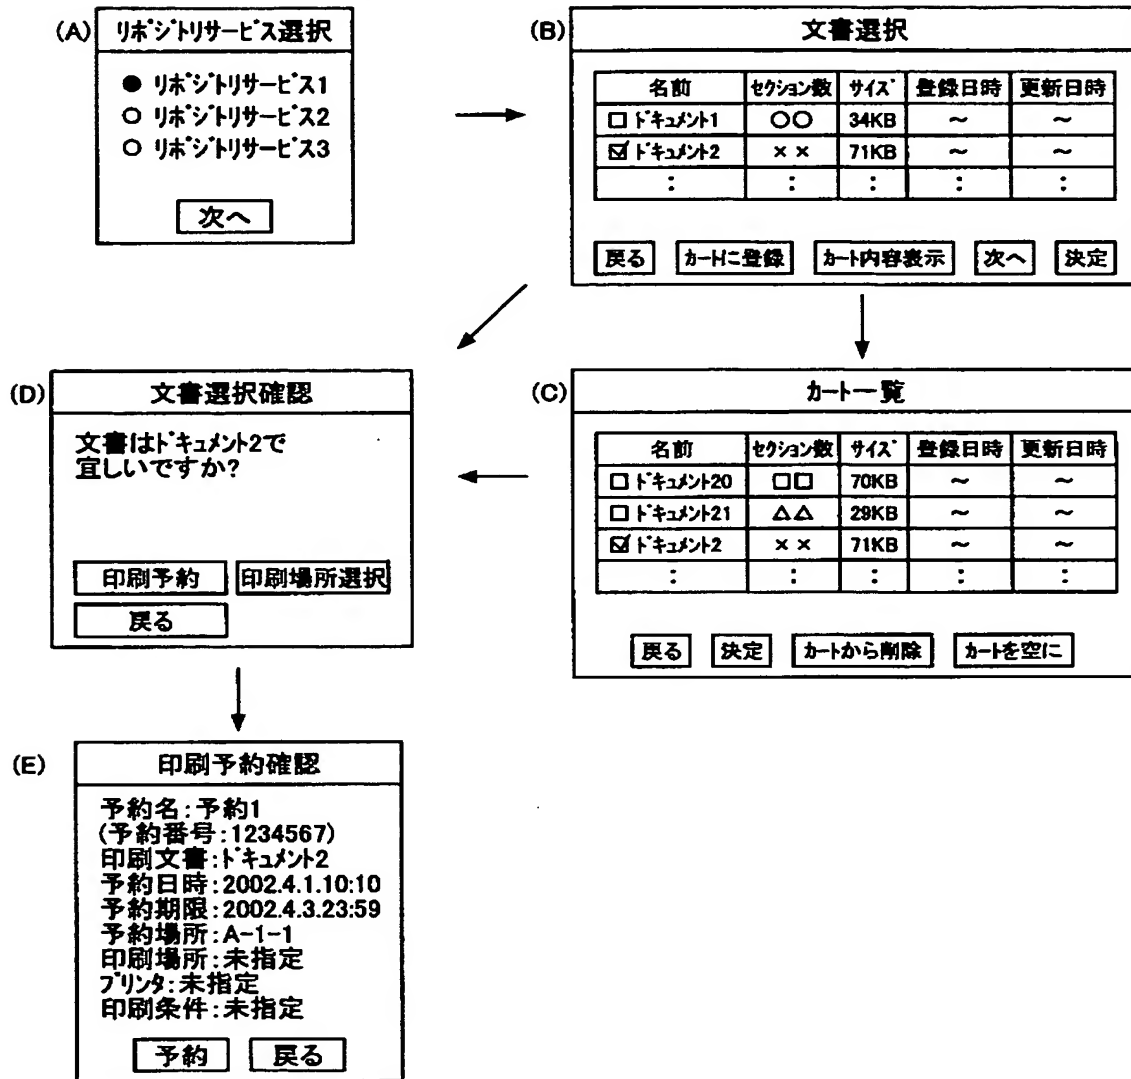 (A)
リポジトリサービス選択
● リポジトリサービス1
○ リポジトリサービス2
○ リポジトリサービス3
次へ
(B)
文書選択
名前 セクション数 サイズ 登録日時 更新日時
□ ドキュメント1 ○○ 34KB ～ ～
☑ ドキュメント2 ×× 71KB ～ ～
： ： ： ： ：
戻る カートに登録 カート内容表示 次へ 決定
(C)
カート一覧
名前 セクション数 サイズ 登録日時 更新日時
□ ドキュメント20 □□ 70KB ～ ～
□ ドキュメント21 △△ 29KB ～ ～
☑ ドキュメント2 ×× 71KB ～ ～
： ： ： ： ：
戻る 決定 カートから削除 カートを空に
(D)
文書選択確認
文書はドキュメント2で
宜しいですか?
印刷予約 印刷場所選択
戻る
(E)
印刷予約確認
予約名:予約1
(予約番号:1234567)
印刷文書:ドキュメント2
予約日時:2002.4.1.10:10
予約期限:2002.4.3.23:59
予約場所:A-1-1
印刷場所:未指定
プリンタ:未指定
印刷条件:未指定
予約 戻る